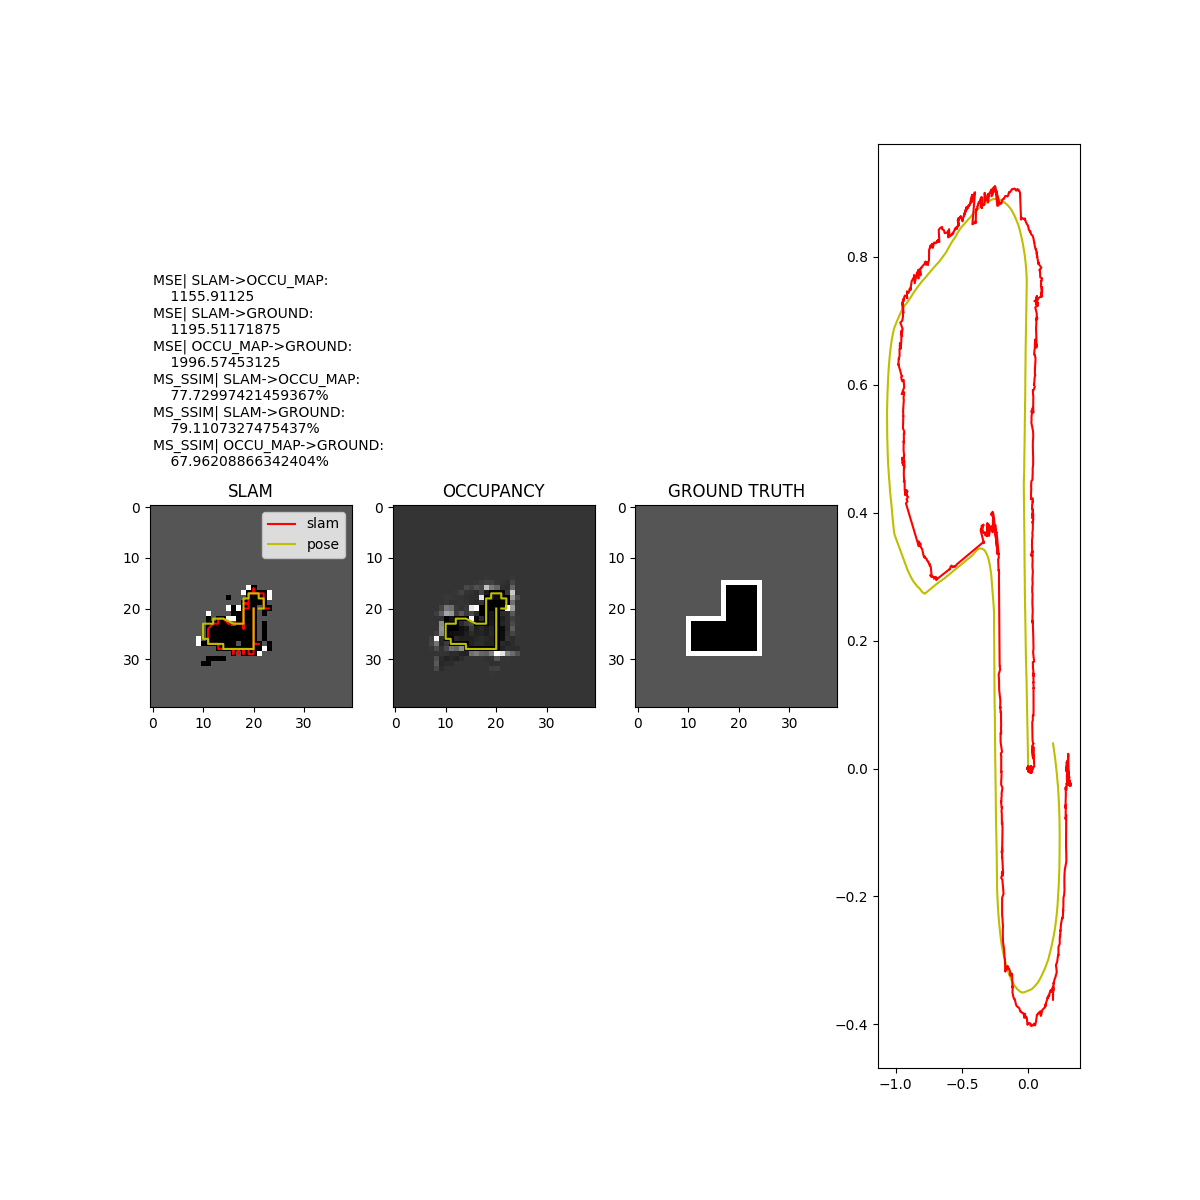 MSE| SLAM->OCCU_MAP:
1155.91125
MSE| SLAM->GROUND:
1195.51171875
MSE| OCCU_MAP->GROUND:
1996.57453125
MS_SSIM| SLAM->OCCU_MAP:
77.72997421459367%
MS_SSIM| SLAM->GROUND:
79.1107327475437%
MS_SSIM| OCCU_MAP->GROUND:
67.96208866342404%
SLAM
slam
pose
0
10
20
30
0 10 20 30
OCCUPANCY
0
10
20
30
0 10 20 30
GROUND TRUTH
0
10
20
30
0 10 20 30
0.8
0.6
0.4
0.2
0.0
−0.2
−0.4
−1.0 −0.5 0.0